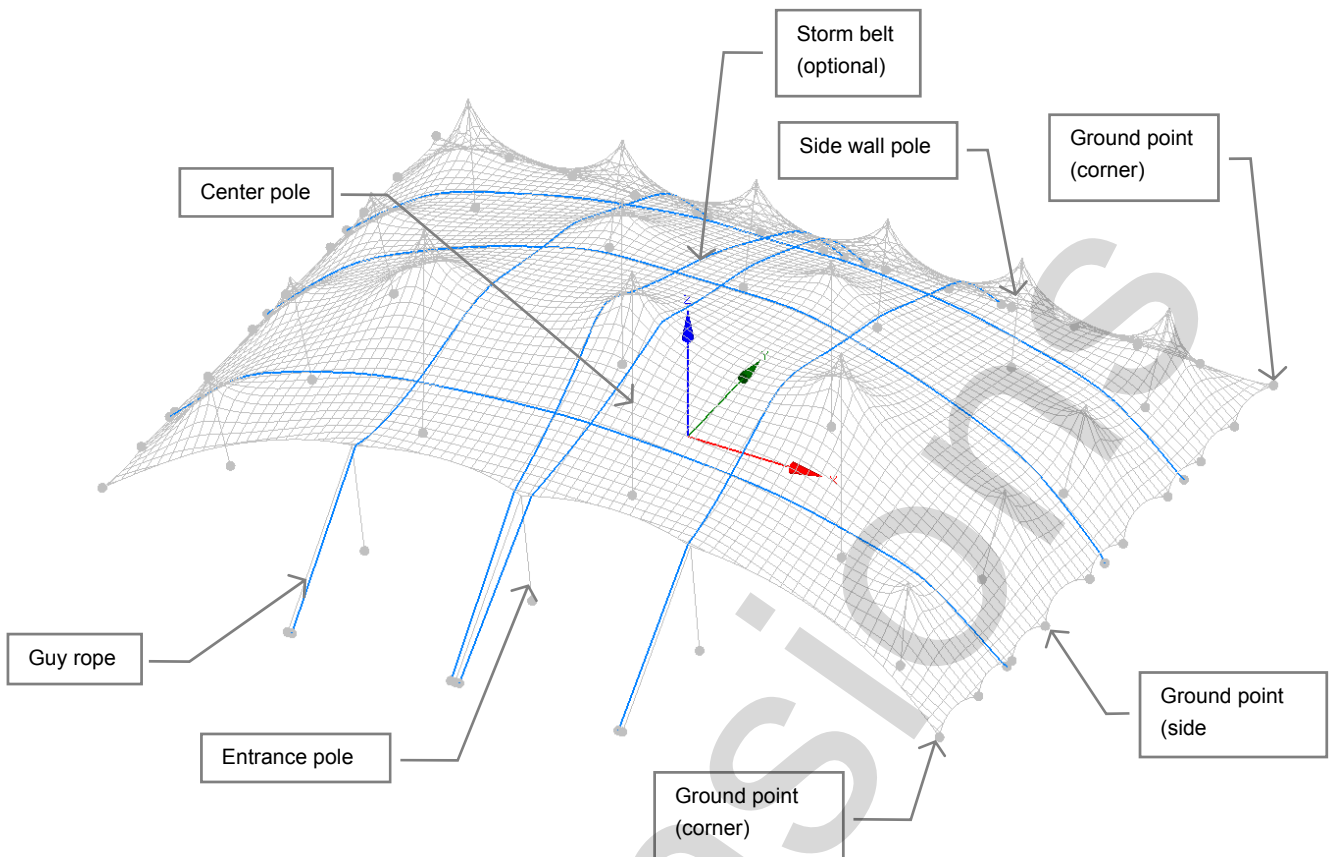 Storm belt
(optional)
Side wall pole
Ground point
(corner)
Center pole
Z
Y
X
Guy rope
Entrance pole
Ground point
(side
Ground point
(corner)
sions